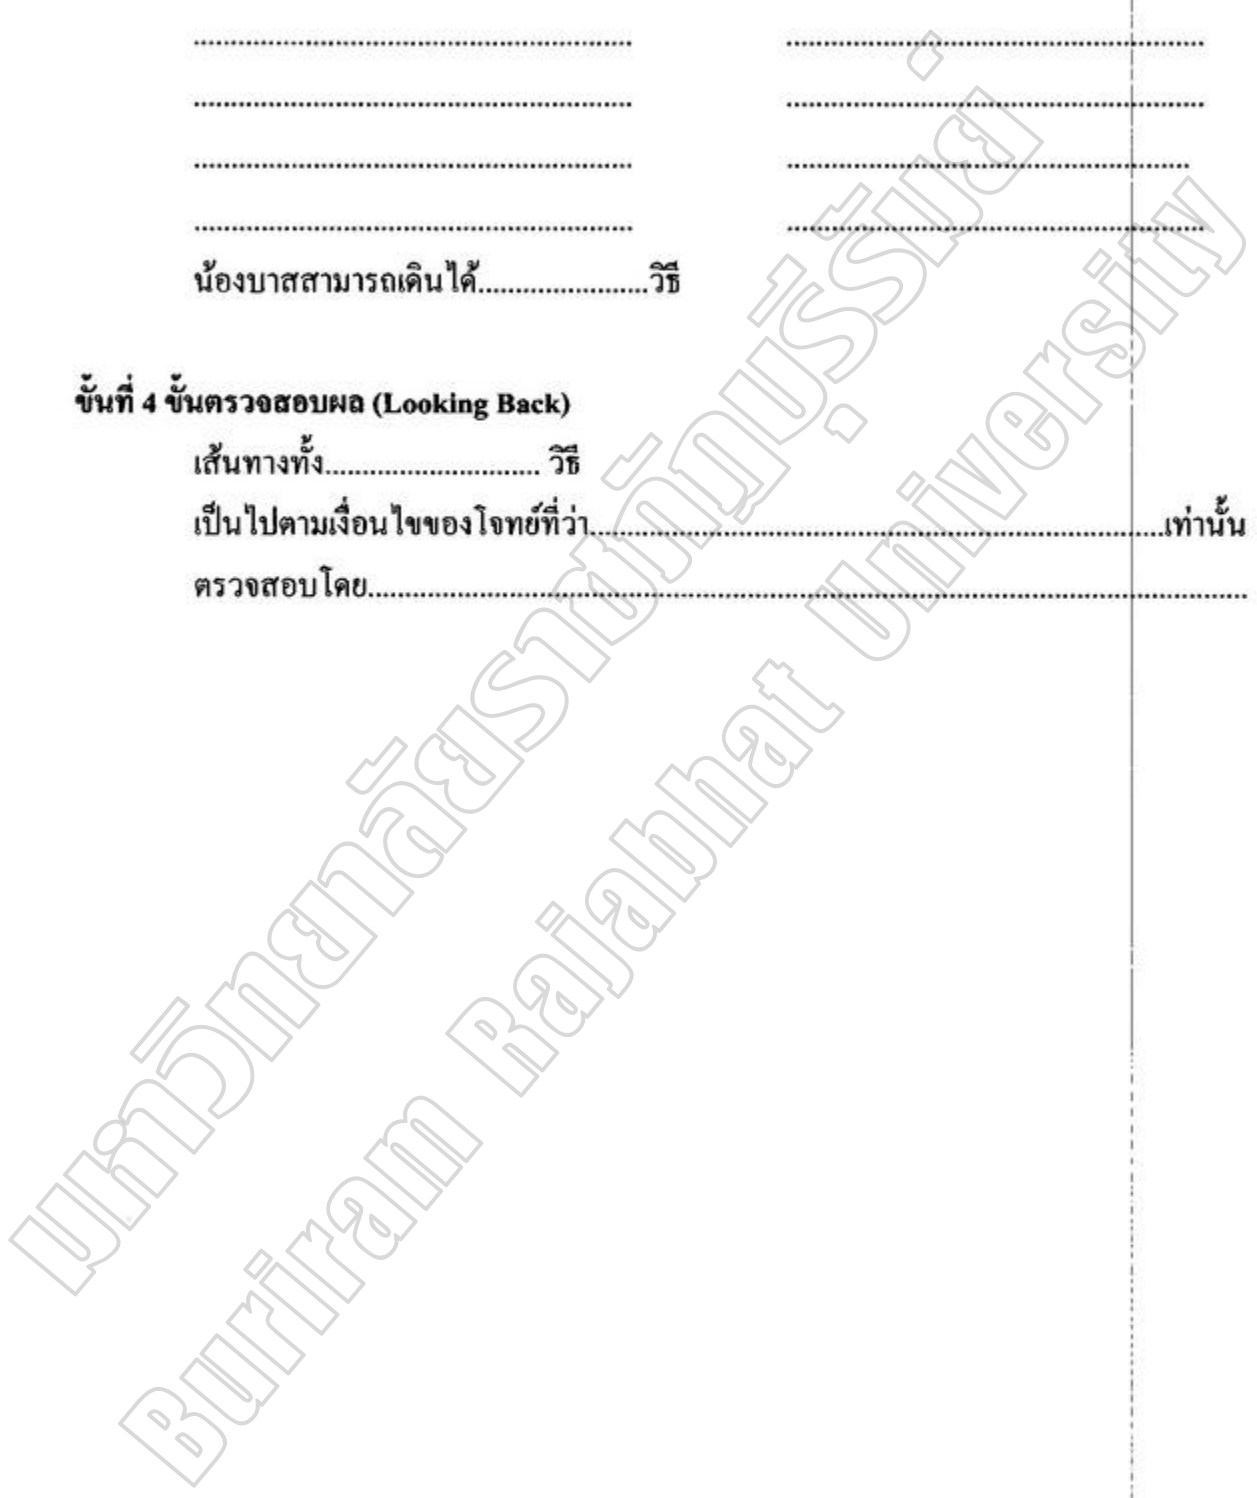 .......................................................... ..........................................................
.......................................................... ..........................................................
.......................................................... ..........................................................
.......................................................... ..........................................................
น้องบาสสามารถเดินได้.......................วิธี
ขั้นที่ 4 ขั้นตรวจสอบผล (Looking Back)
เส้นทางทั้ง............................. วิธี
เป็นไปตามเงื่อนไขของโจทย์ที่ว่า..............................................................................เท่านั้น
ตรวจสอบโดย.......................................................................................................................
มหาวิทยาลัยราชภัฏบุรีรัมย์
Buriram Rajabhat University